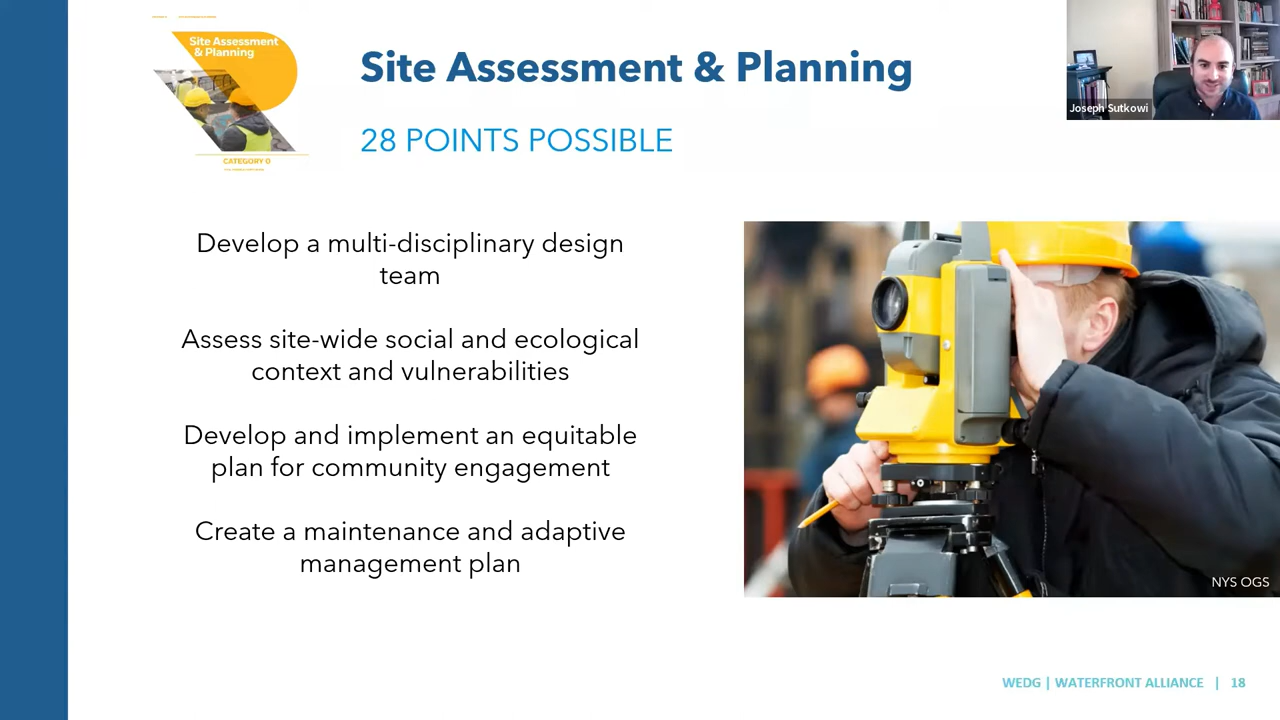 Site Assessment
& Planning
CATEGORY 0
Site Assessment & Planning
28 POINTS POSSIBLE
Joseph Sutkowi
Develop a multi-disciplinary design
team
Assess site-wide social and ecological
context and vulnerabilities
Develop and implement an equitable
plan for community engagement
Create a maintenance and adaptive
management plan
NYS OGS
WEDG | WATERFRONT ALLIANCE | 18